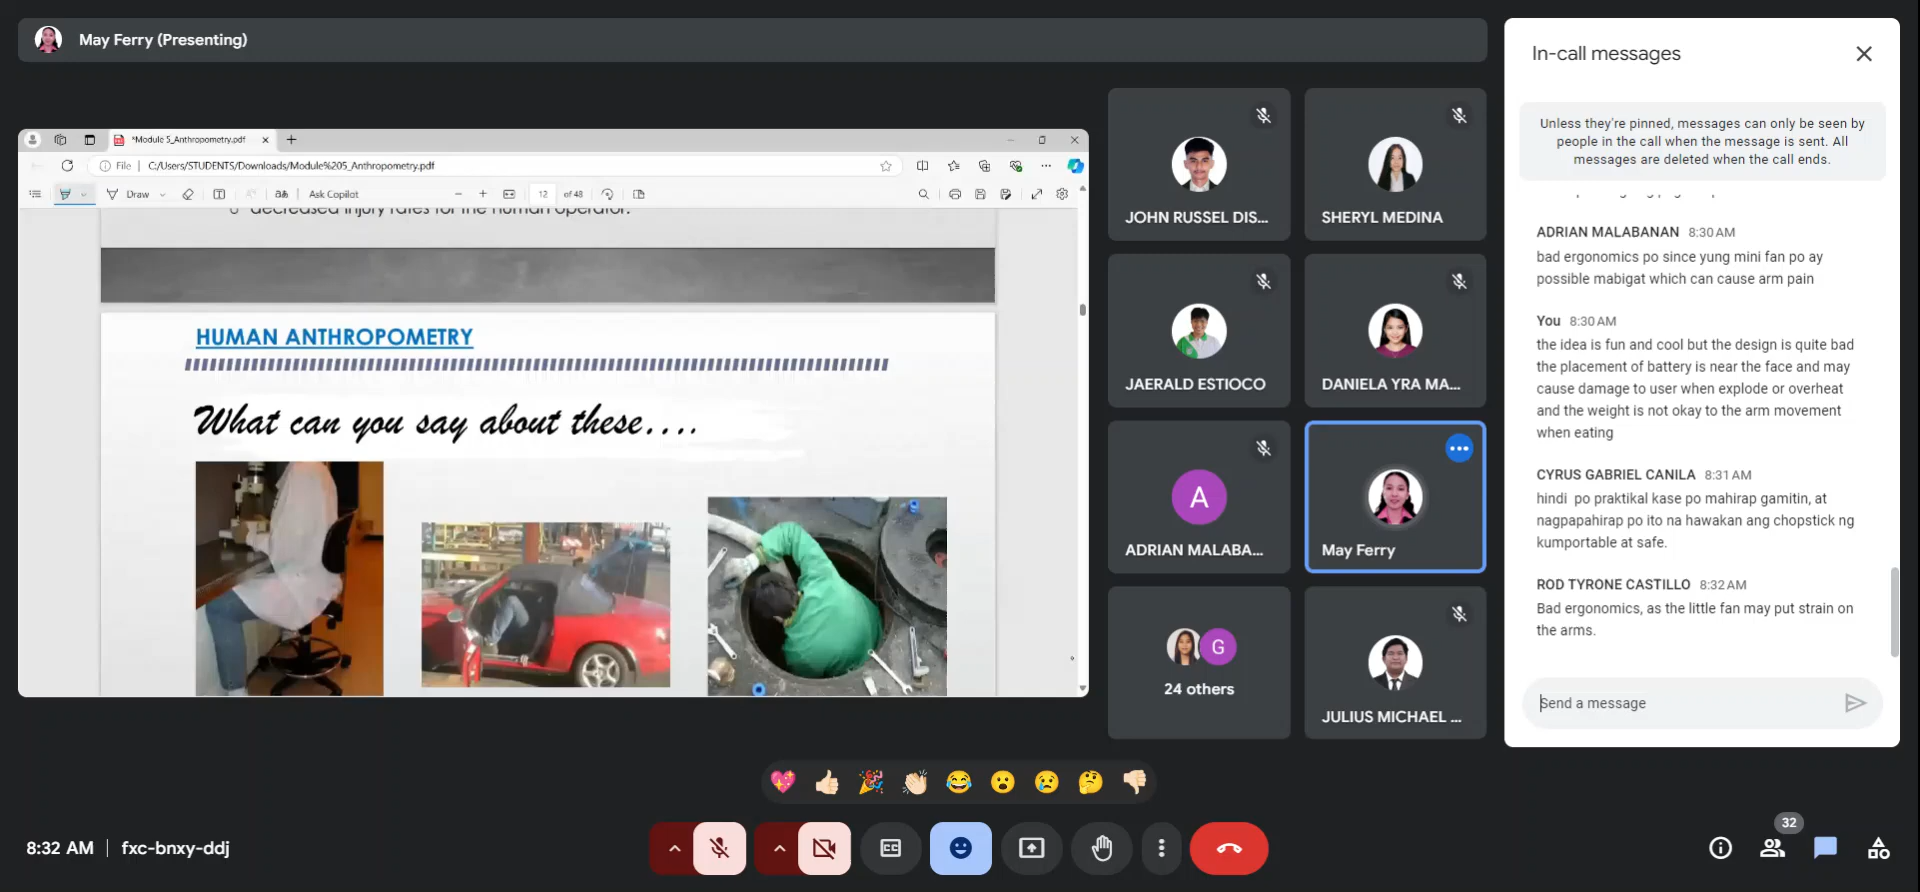 May Ferry (Presenting)
*Module 5_Anthropometry.pdf
File
C:/Users/STUDENTS/Downloads/Module%205_Anthropometry.pdf
Draw
Ask Copilot
12
of 48
decreased injury rates for the human operator.
HUMAN ANTHROPOMETRY
What can you say about these....
JOHN RUSSEL DIS...
SHERYL MEDINA
JAERALD ESTIOCO
DANIELA YRA MA...
A
ADRIAN MALABA...
May Ferry
G
24 others
JULIUS MICHAEL ...
In-call messages
Unless they're pinned, messages can only be seen by
people in the call when the message is sent. All
messages are deleted when the call ends.
ADRIAN MALABANAN 8:30 AM
bad ergonomics po since yung mini fan po ay
possible mabigat which can cause arm pain
You 8:30 AM
the idea is fun and cool but the design is quite bad
the placement of battery is near the face and may
cause damage to user when explode or overheat
and the weight is not okay to the arm movement
when eating
CYRUS GABRIEL CANILA 8:31 AM
hindi po praktikal kase po mahirap gamitin, at
nagpapahirap po ito na hawakan ang chopstick ng
kumportable at safe.
ROD TYRONE CASTILLO 8:32 AM
Bad ergonomics, as the little fan may put strain on
the arms.
Send a message
8:32 AM
fxc-bnxy-ddj
32